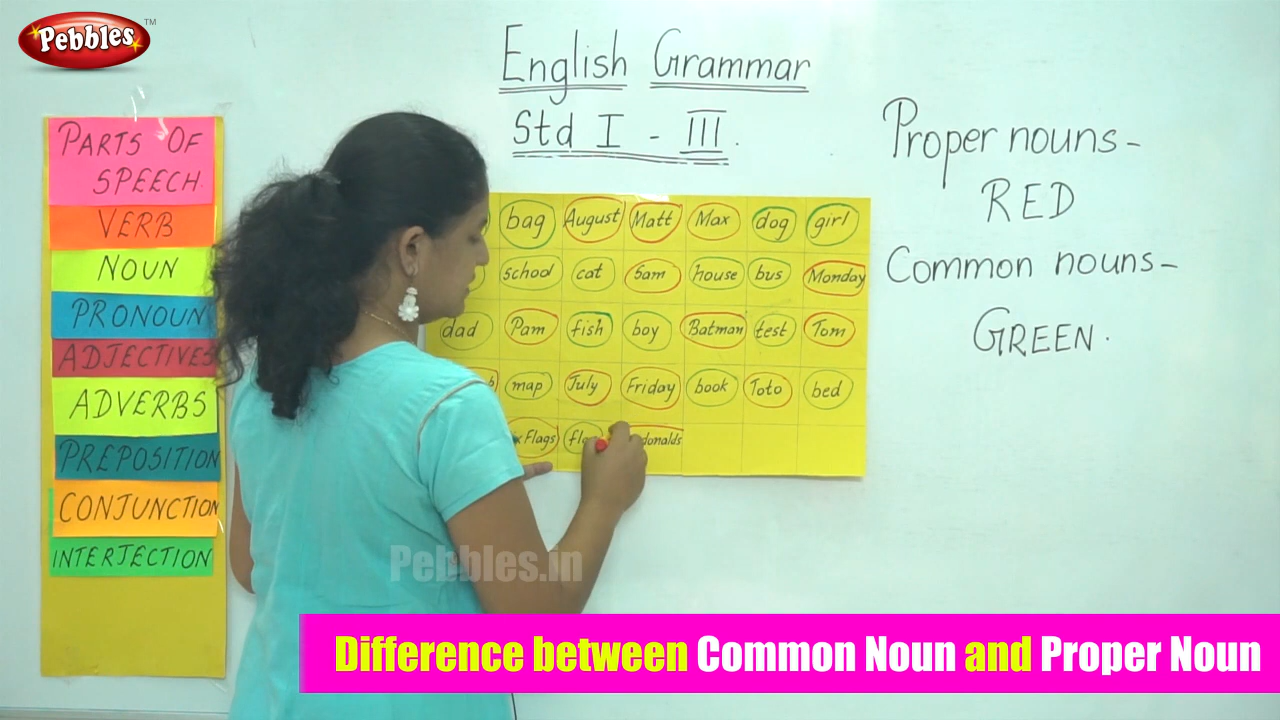 Pebbles
TM
English Grammar
Std I - III.
PARTS OF
SPEECH.
VERB
NOUN
PRONOUN
ADJECTIVES
ADVERBS
PREPOSITION
CONJUNCTION
INTERJECTION
bag August Matt Max dog girl
school cat Sam house bus Monday
dad Pam fish boy Batman test Tom
map July Friday book Toto bed
Flags
Proper nouns-
RED
Common nouns-
GREEN.
Pebbles.in
Difference between Common Noun and Proper Noun